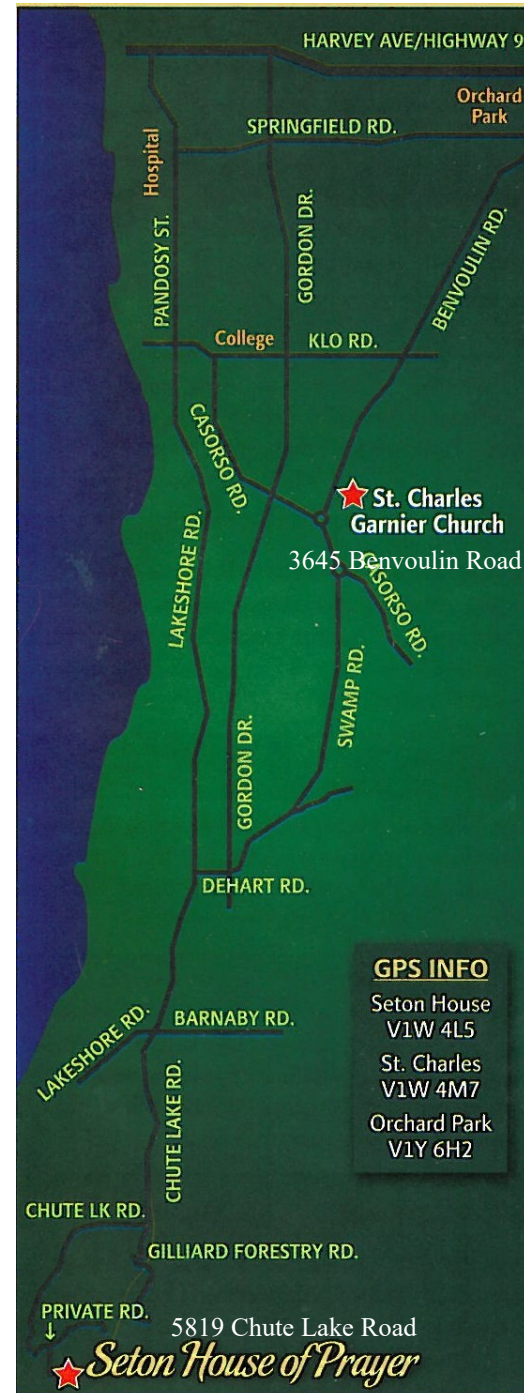 HARVEY AVE/HIGHWAY 9
Orchard
Park
SPRINGFIELD RD.
Hospital
PANDOSY ST.
GORDON DR.
BENVOULIN RD.
College
KLO RD.
CASORSO RD.
St. Charles
Garnier Church
3645 Benvoulin Road
LAKESHORE RD.
CASORSO RD.
SWAMP RD.
GORDON DR.
DEHART RD.
GPS INFO
Seton House
V1W 4L5
St. Charles
V1W 4M7
Orchard Park
V1Y 6H2
LAKESHORE RD.
BARNABY RD.
CHUTE LAKE RD.
CHUTE LK RD.
GILLIARD FORESTRY RD.
PRIVATE RD.
5819 Chute Lake Road
Seton House of Prayer